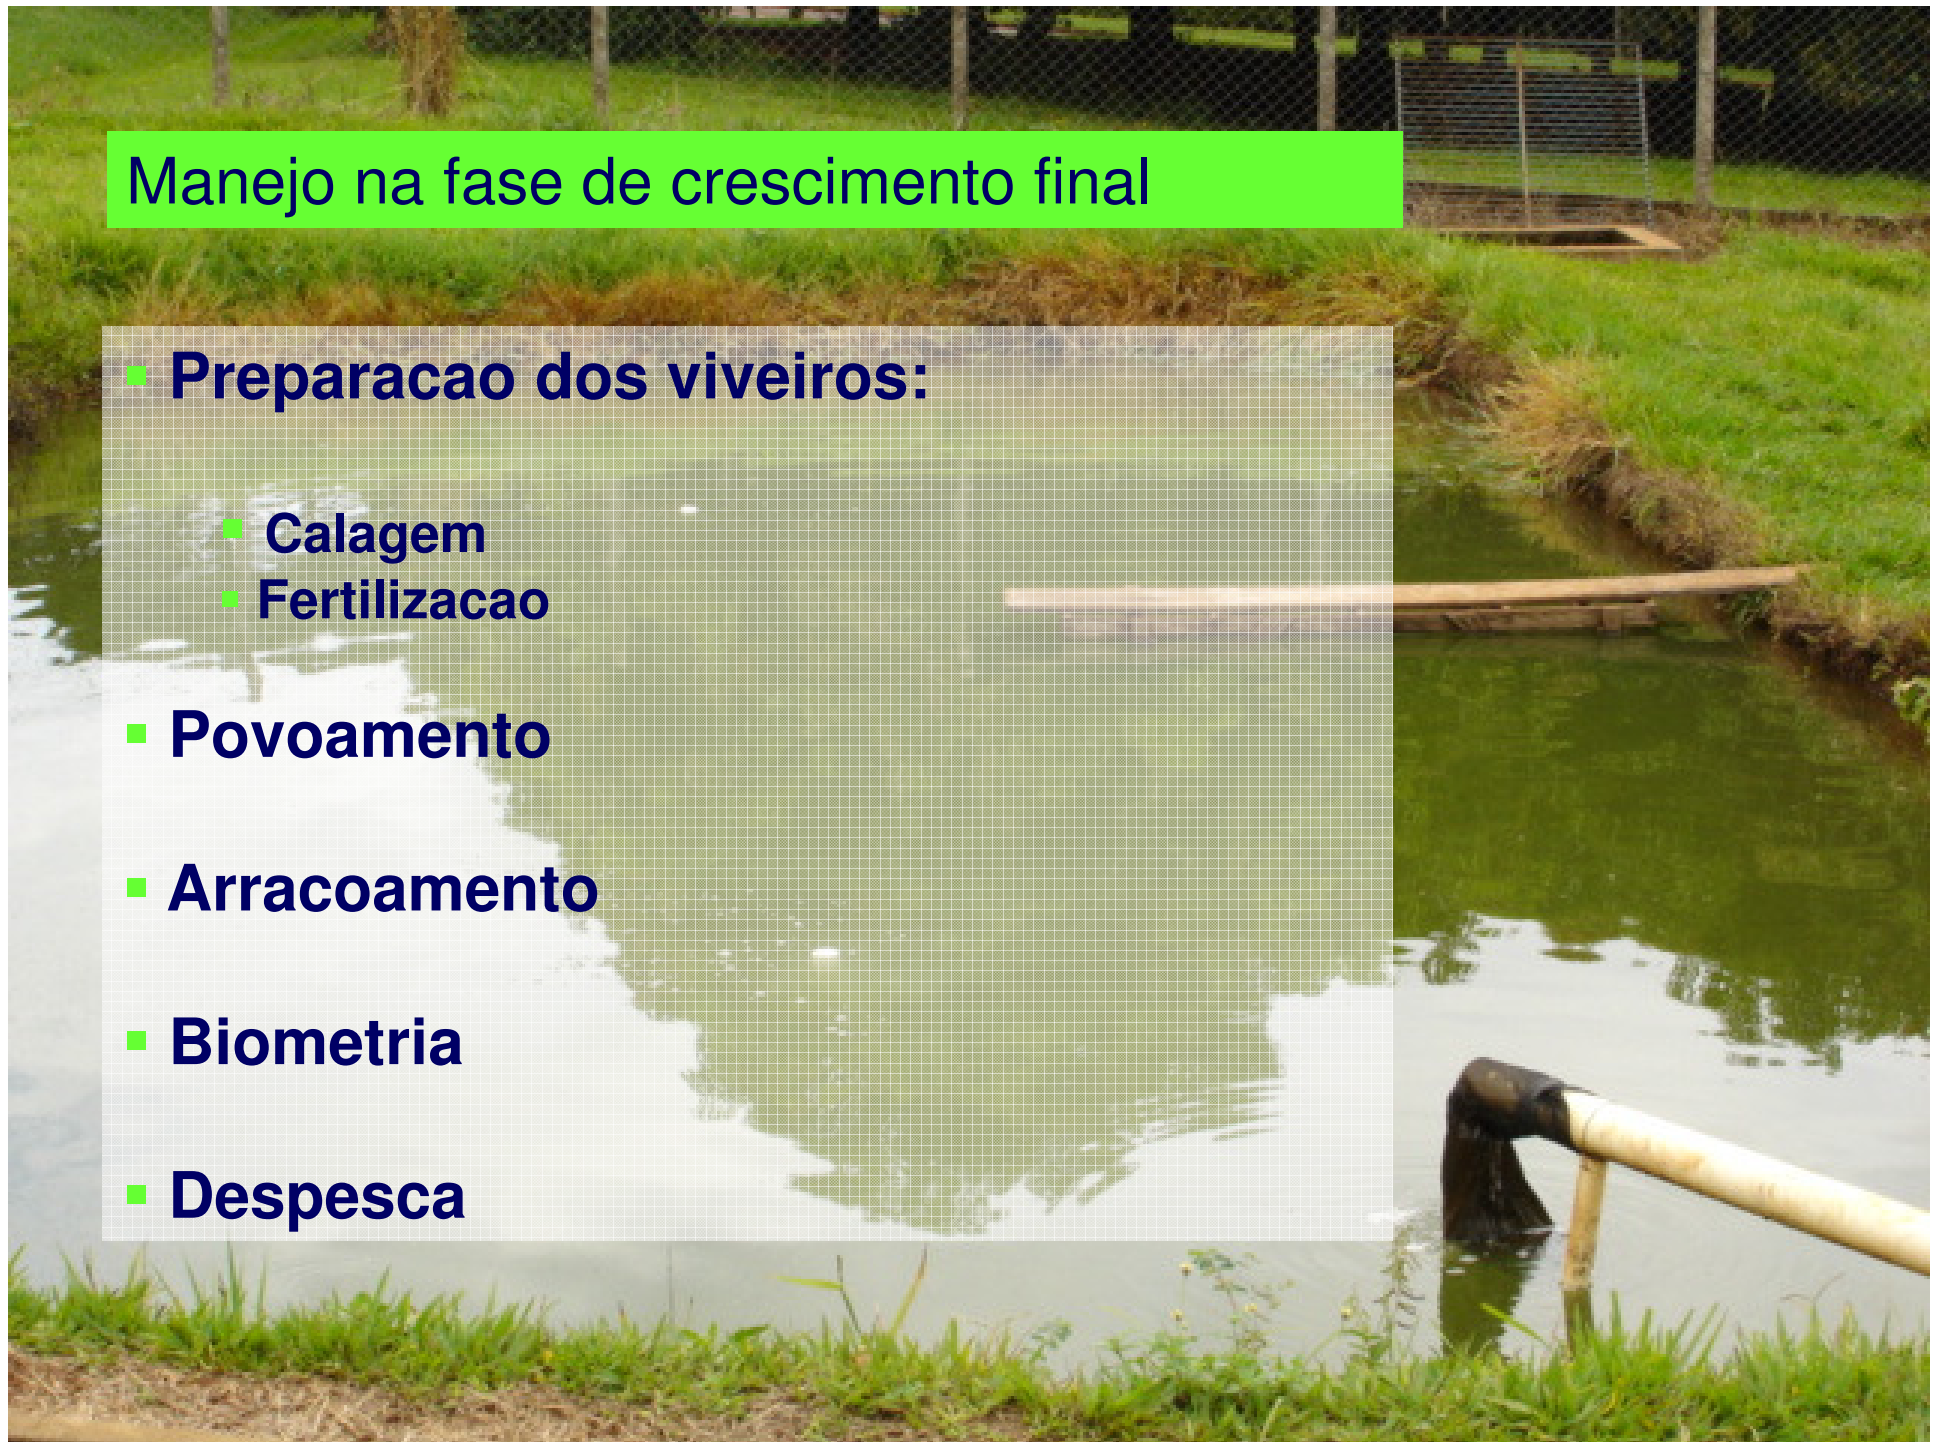 Manejo na fase de crescimento final
▪ Preparacao dos viveiros:
▪ Calagem
▪ Fertilizacao
▪ Povoamento
▪ Arracoamento
▪ Biometria
▪ Despesca